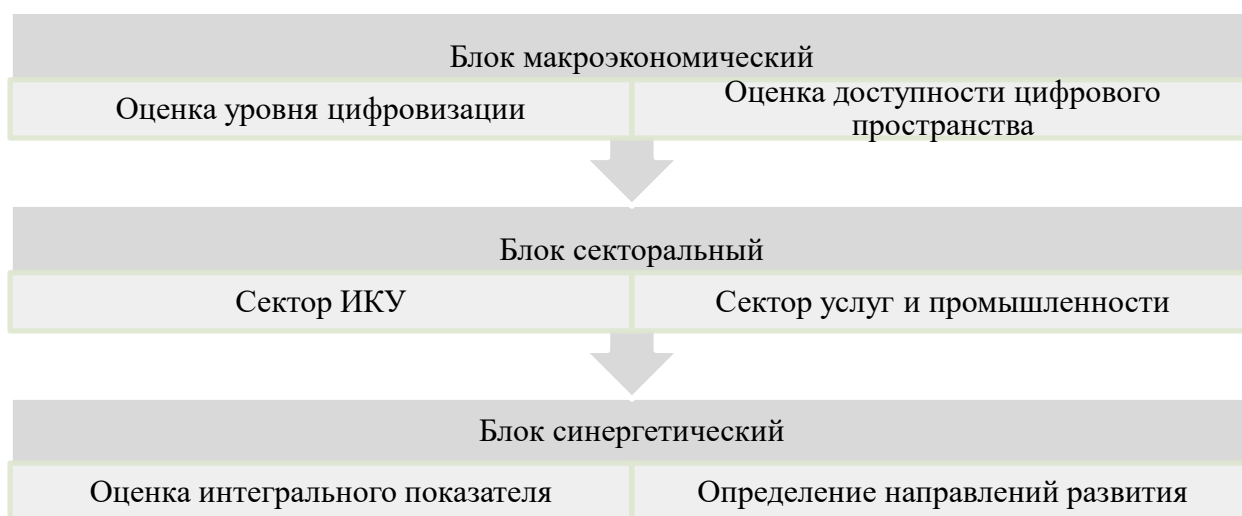 Блок макроэкономический
Оценка уровня цифровизации
Оценка доступности цифрового
пространства
Блок секторальный
Сектор ИКУ
Сектор услуг и промышленности
Блок синергетический
Оценка интегрального показателя
Определение направлений развития